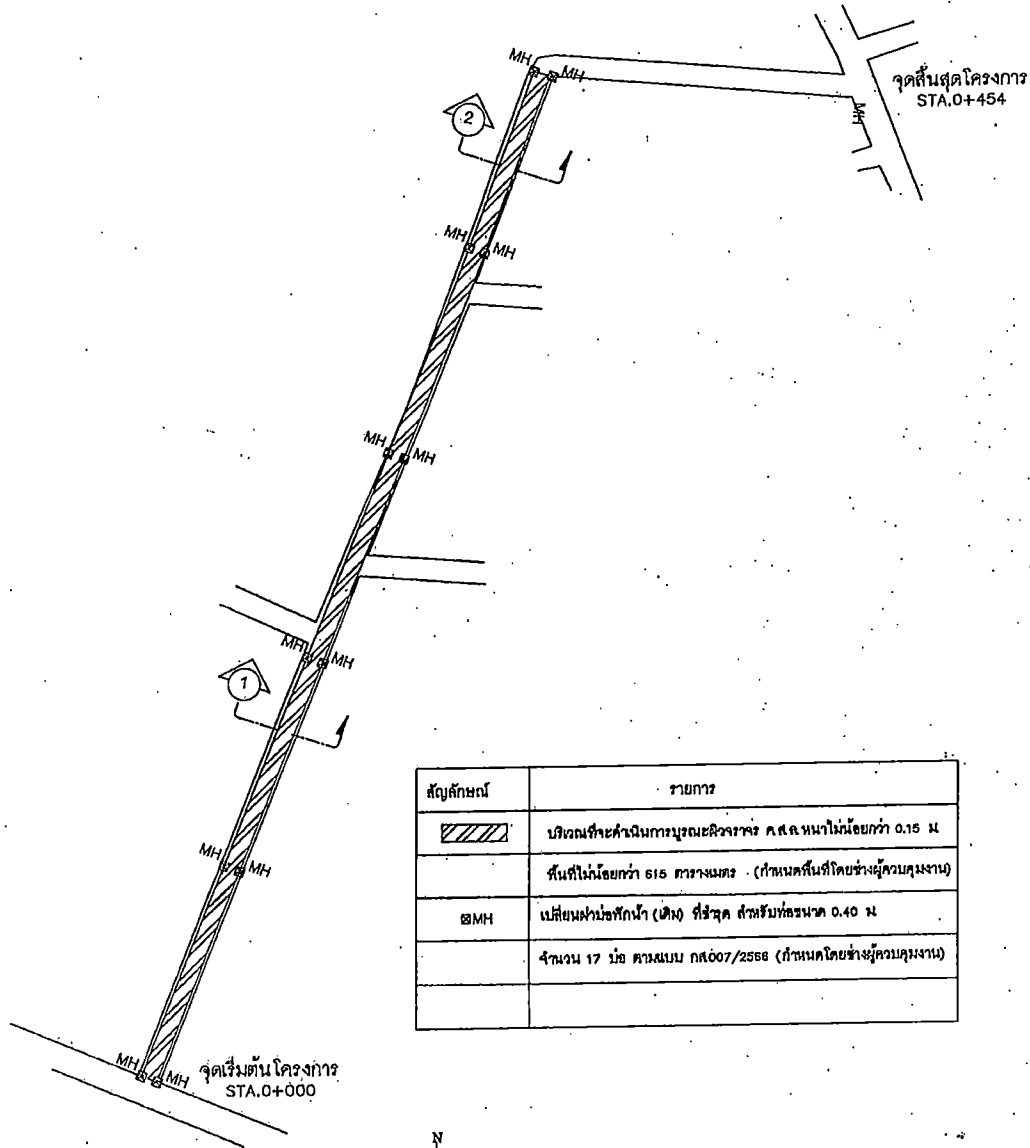 MH
MH
จุดสิ้นสุดโครงการ
STA.0+454
MH
2
MH
MH
MH
MH
MH
MH
1
สัญลักษณ์ รายการ
บริเวณที่จะดำเนินการบูรณะผิวจราจร ค.ส.ล.หนาไม่น้อยกว่า 0.15 ม
พื้นที่ไม่น้อยกว่า 615 ตารางเมตร (กำหนดพื้นที่โดยช่างผู้ควบคุมงาน)
MH เปลี่ยนฝาบ่อพักน้ำ (เดิม) ที่ชำรุด สำหรับท่อขนาด 0.40 ม
จำนวน 17 บ่อ ตามแบบ กส.007/2566 (กำหนดโดยช่างผู้ควบคุมงาน)
MH
MH
MH
MH
จุดเริ่มต้นโครงการ
STA.0+000
N